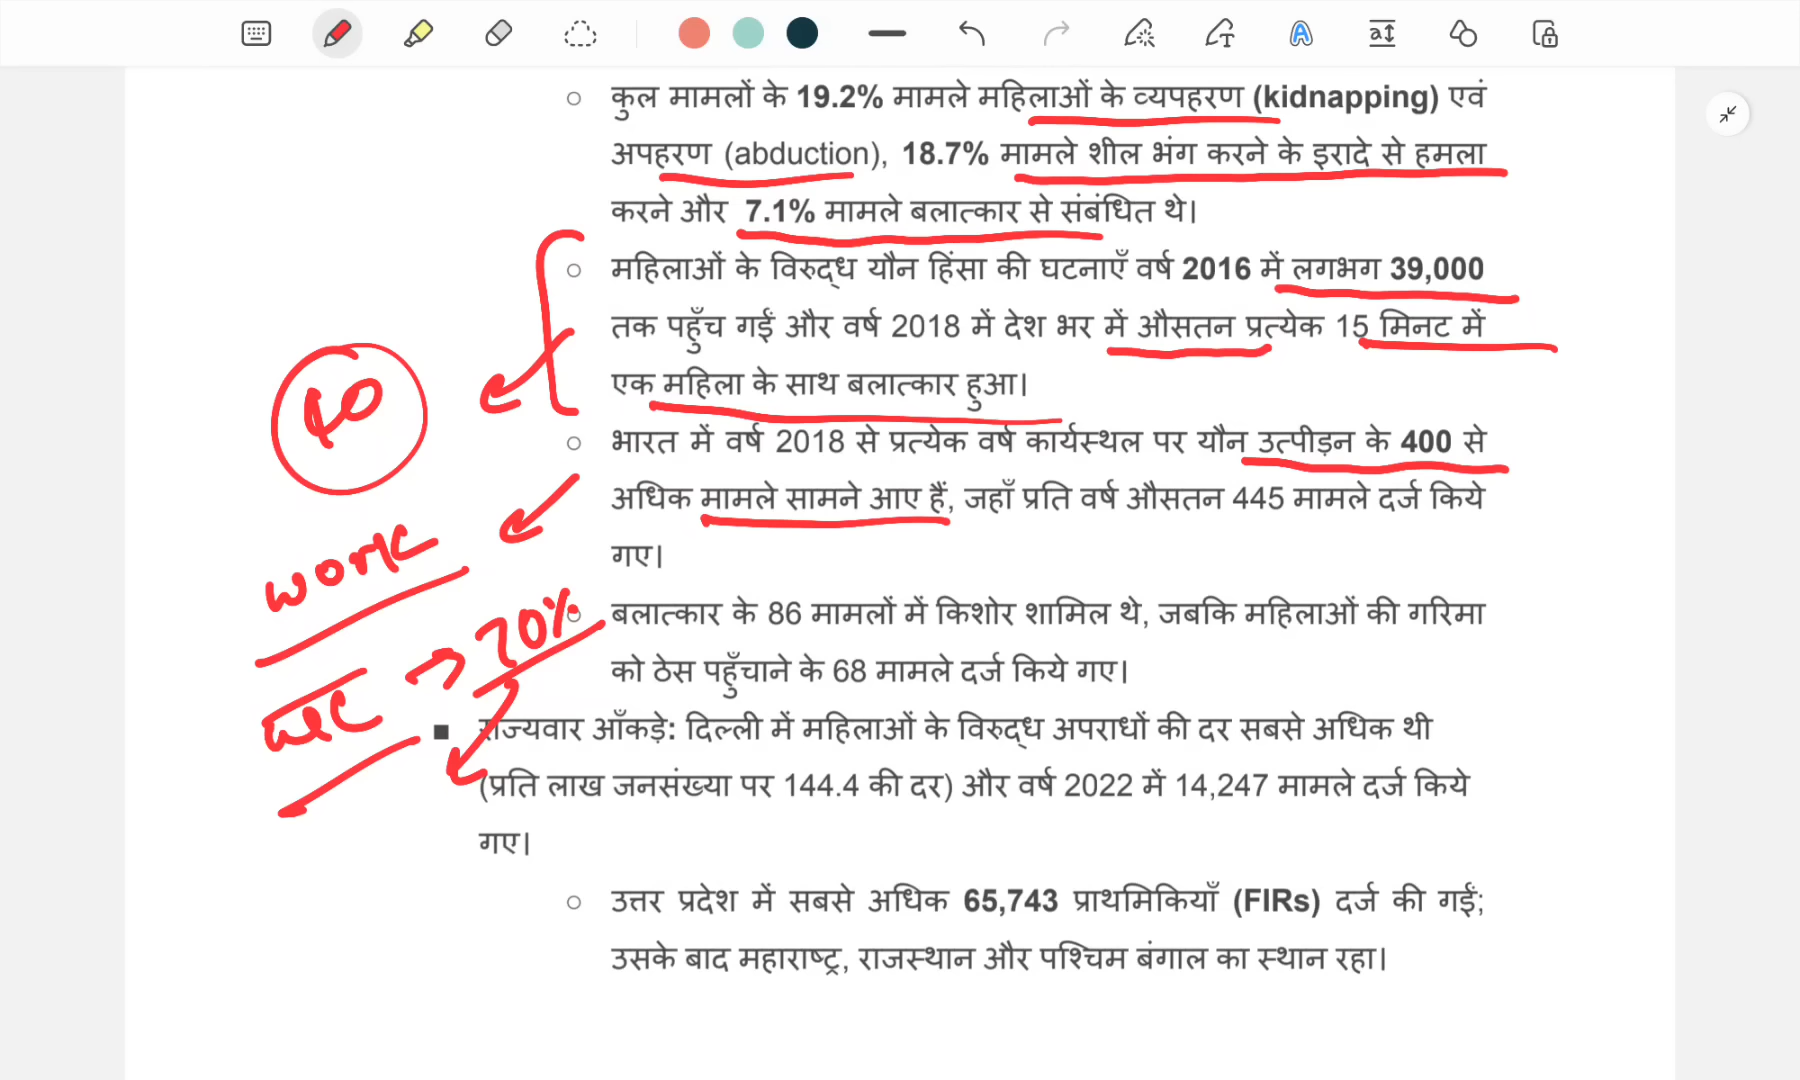 कुल मामलों के 19.2% मामले महिलाओं के व्यपहरण (kidnapping) एवं
अपहरण (abduction), 18.7% मामले शील भंग करने के इरादे से हमला
करने और 7.1% मामले बलात्कार से संबंधित थे।
महिलाओं के विरुद्ध यौन हिंसा की घटनाएँ वर्ष 2016 में लगभग 39,000
तक पहुँच गईं और वर्ष 2018 में देश भर में औसतन प्रत्येक 15 मिनट में
एक महिला के साथ बलात्कार हुआ।
40
भारत में वर्ष 2018 से प्रत्येक वर्ष कार्यस्थल पर यौन उत्पीड़न के 400 से
अधिक मामले सामने आए हैं, जहाँ प्रति वर्ष औसतन 445 मामले दर्ज किये
गए।
work
70%
बलात्कार के 86 मामलों में किशोर शामिल थे, जबकि महिलाओं की गरिमा
को ठेस पहुँचाने के 68 मामले दर्ज किये गए।
राज्यवार आँकड़े: दिल्ली में महिलाओं के विरुद्ध अपराधों की दर सबसे अधिक थी
(प्रति लाख जनसंख्या पर 144.4 की दर) और वर्ष 2022 में 14,247 मामले दर्ज किये
गए।
उत्तर प्रदेश में सबसे अधिक 65,743 प्राथमिकियाँ (FIRs) दर्ज की गईं;
उसके बाद महाराष्ट्र, राजस्थान और पश्चिम बंगाल का स्थान रहा।